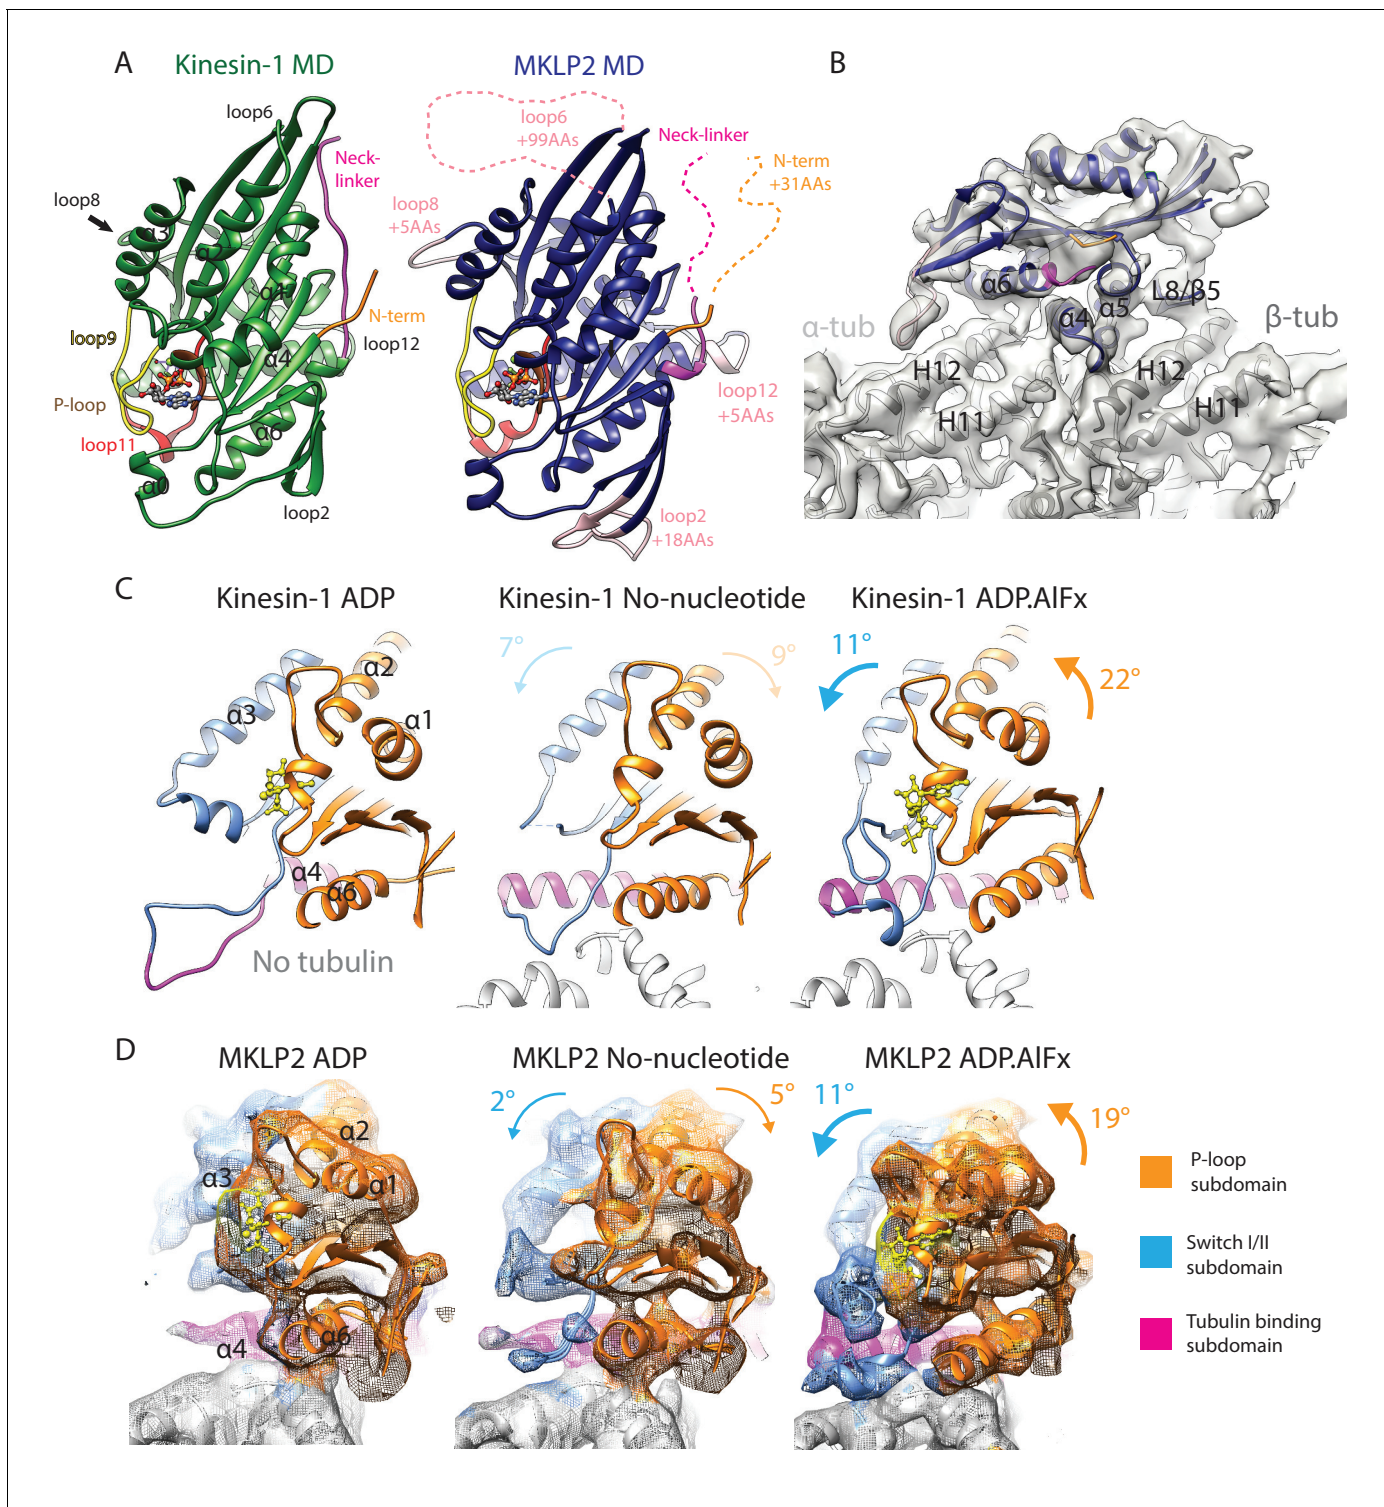 A
Kinesin-1 MD
MKLP2 MD
B
loop6
loop6
+99AAs
Neck-linker
N-term
+31AAs
Neck-
linker
loop8
loop8
+5AAs
α3
α2
α1
N-term
loop9
loop12
α4
P-loop
loop12
+5AAs
α6
loop11
α0
loop2
loop2
+18AAs
α6
α5
L8/β5
α4
α-tub
β-tub
H12
H12
H11
H11
C
Kinesin-1 ADP
Kinesin-1 No-nucleotide
Kinesin-1 ADP.AlFx
7°
9°
11°
22°
α2
α3
α1
α4
α6
No tubulin
D
MKLP2 ADP
MKLP2 No-nucleotide
MKLP2 ADP.AlFx
2°
5°
11°
19°
α2
α3
α1
α4
α6
P-loop
subdomain
Switch I/II
subdomain
Tubulin binding
subdomain